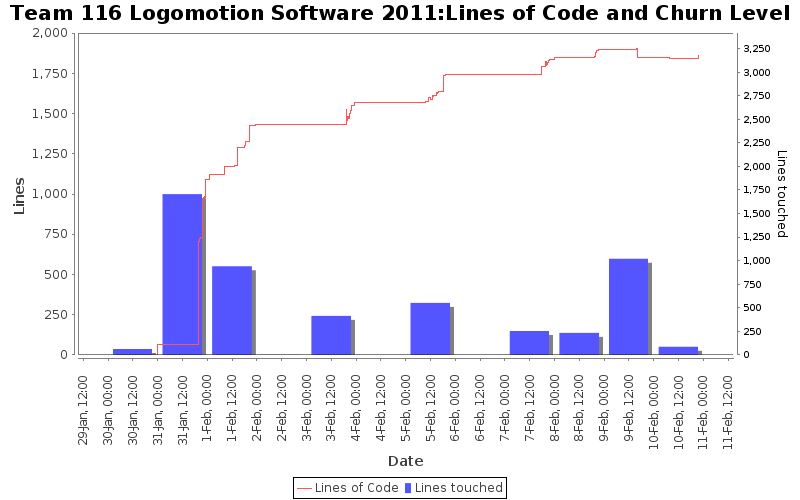 Team 116 Logomotion Software 2011:Lines of Code and Churn Level
2,000
1,750
1,500
1,250
1,000
750
500
250
0
Lines
3,250
3,000
2,750
2,500
2,250
2,000
1,750
1,500
1,250
1,000
750
500
250
0
Lines touched
29-Jan, 12:00
30-Jan, 00:00
30-Jan, 12:00
31-Jan, 00:00
31-Jan, 12:00
1-Feb, 00:00
1-Feb, 12:00
2-Feb, 00:00
2-Feb, 12:00
3-Feb, 00:00
3-Feb, 12:00
4-Feb, 00:00
4-Feb, 12:00
5-Feb, 00:00
5-Feb, 12:00
6-Feb, 00:00
6-Feb, 12:00
7-Feb, 00:00
7-Feb, 12:00
8-Feb, 00:00
8-Feb, 12:00
9-Feb, 00:00
9-Feb, 12:00
10-Feb, 00:00
10-Feb, 12:00
11-Feb, 00:00
11-Feb, 12:00
Date
Lines of Code
Lines touched